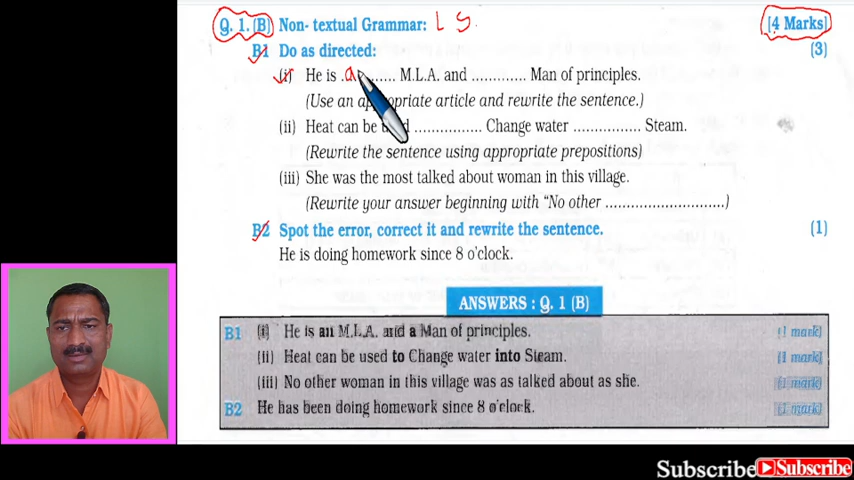 Q. 1. (B) Non- textual Grammar: L S. [4 Marks]
B1 Do as directed: (3)
(i) He is .a......... M.L.A. and ............ Man of principles.
(Use an appropriate article and rewrite the sentence.)
(ii) Heat can be used ................ Change water ................ Steam.
(Rewrite the sentence using appropriate prepositions)
(iii) She was the most talked about woman in this village.
(Rewrite your answer beginning with “No other ............................)
B2 Spot the error, correct it and rewrite the sentence. (1)
He is doing homework since 8 o'clock.
ANSWERS : Q. 1 (B)
B1 (i) He is an M.L.A. and a Man of principles. (1 mark)
(ii) Heat can be used to Change water into Steam. (1 mark)
(iii) No other woman in this village was as talked about as she. (1 mark)
B2 He has been doing homework since 8 o'clock. (1 mark)
Subscribe Subscribe